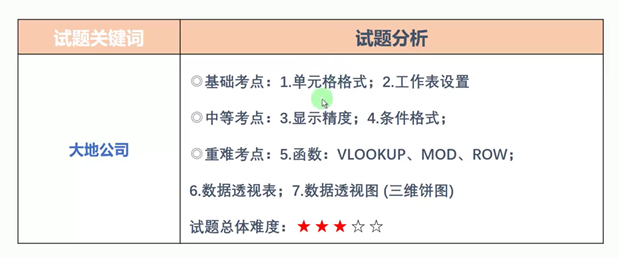 试题关键词
试题分析
大地公司
◎基础考点：1.单元格格式；2.工作表设置
◎中等考点：3.显示精度；4.条件格式；
◎重难考点：5.函数：VLOOKUP、MOD、ROW；
6.数据透视表；7.数据透视图 (三维饼图)
试题总体难度：★★★☆☆